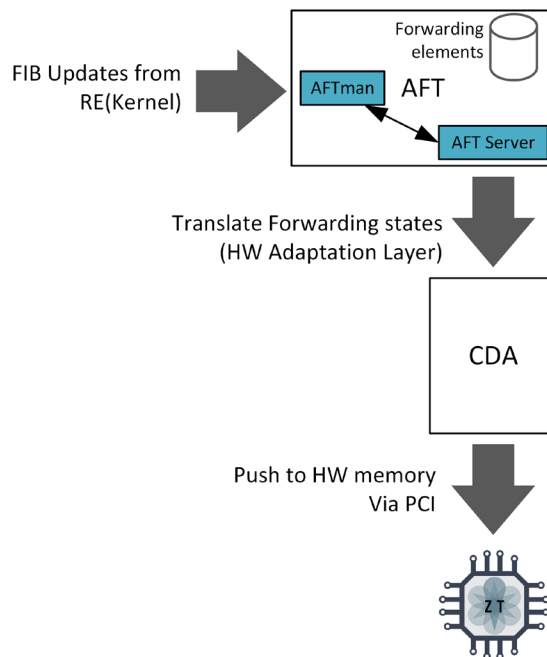 Forwarding
elements
FIB Updates from
RE(Kernel)
AFTman
AFT
AFT Server
Translate Forwarding states
(HW Adaptation Layer)
CDA
Push to HW memory
Via PCI
Z T